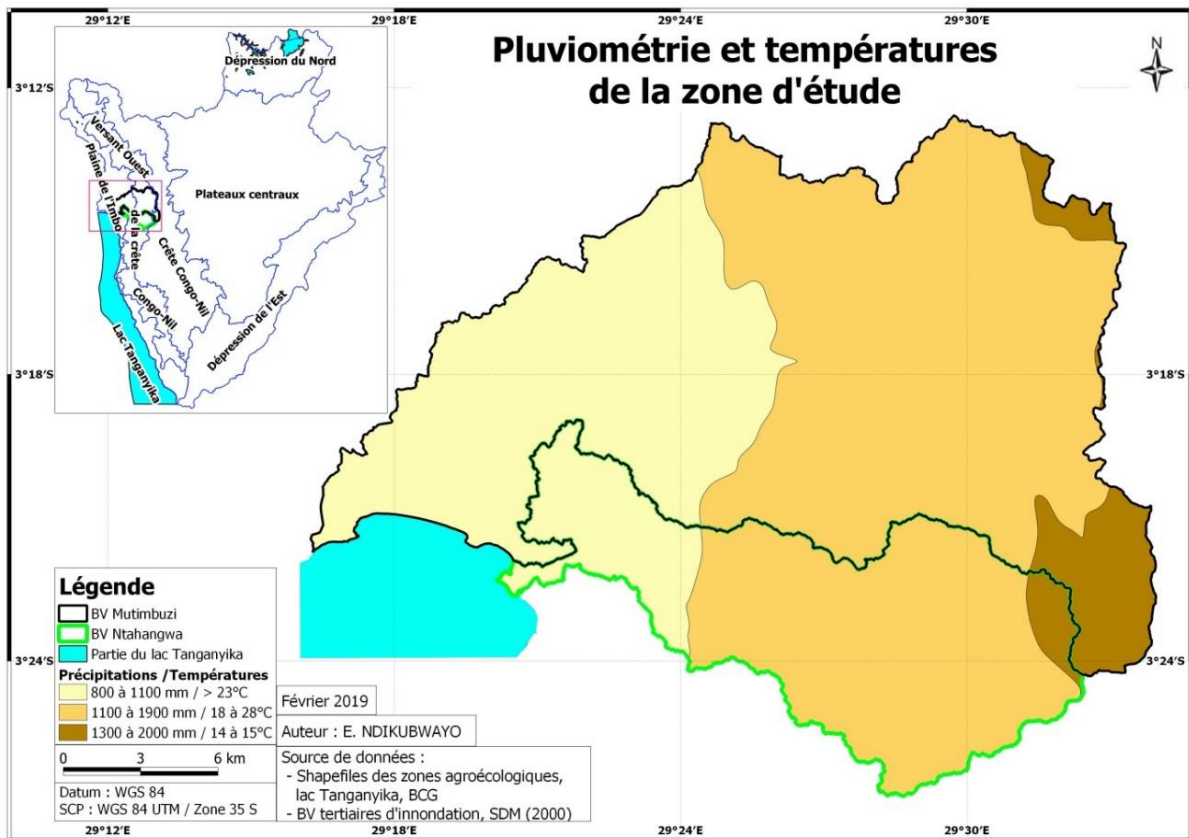 29°12'E
29°18'E
29°24'E
29°30'E
Pluviométrie et températures
de la zone d'étude
N
3°12'S
3°12'S
Dépression du Nord
Versant Ouest
Plaine de l'Imbo
de la crête
Plateaux centraux
Crête Congo-Nil
Congo-Nil
Dépression de l'Est
Lac Tanganyika
3°18'S
3°18'S
Légende
BV Mutimbuzi
BV Ntahangwa
Partie du lac Tanganyika
Précipitations /Températures
800 à 1100 mm / > 23°C
1100 à 1900 mm / 18 à 28°C
1300 à 2000 mm / 14 à 15°C
0 3 6 km
Datum : WGS 84
SCP : WGS 84 UTM / Zone 35 S
Février 2019
Auteur : E. NDIKUBWAYO
Source de données :
- Shapefiles des zones agroécologiques,
lac Tanganyika, BCG
- BV tertiaires d'innondation, SDM (2000)
3°24'S
3°24'S
29°12'E
29°18'E
29°24'E
29°30'E